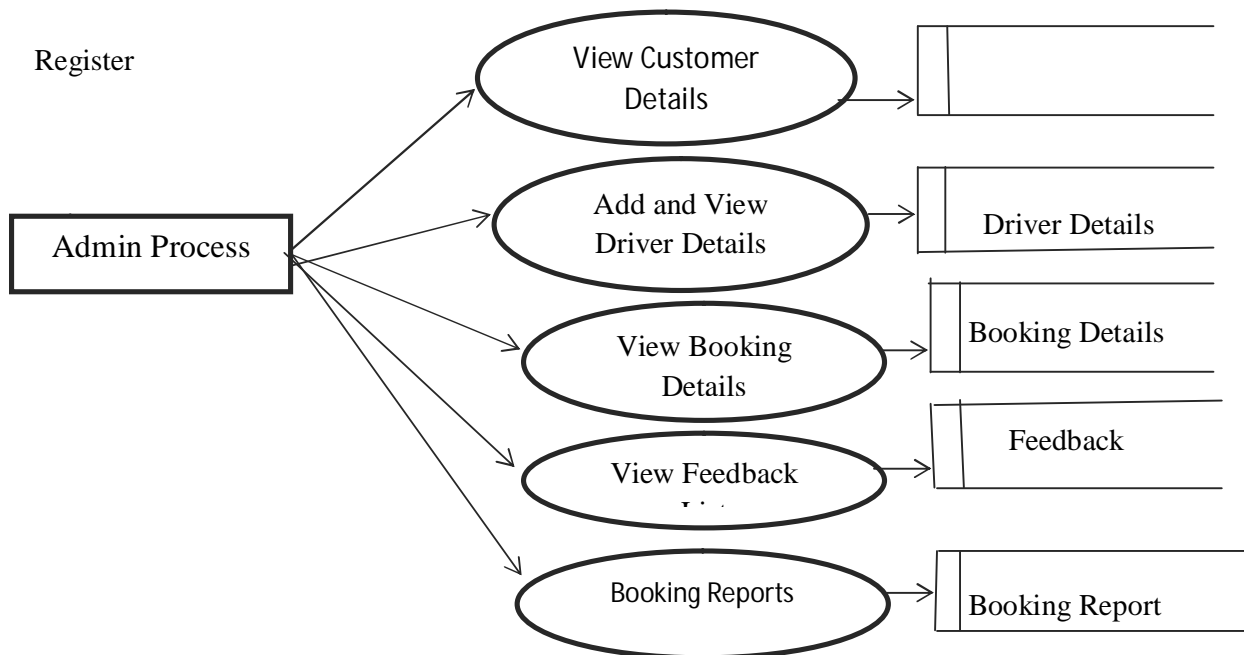 Register
View Customer
Details
Admin Process
Add and View
Driver Details
Driver Details
View Booking
Details
Booking Details
View Feedback
Feedback
Booking Reports
Booking Report